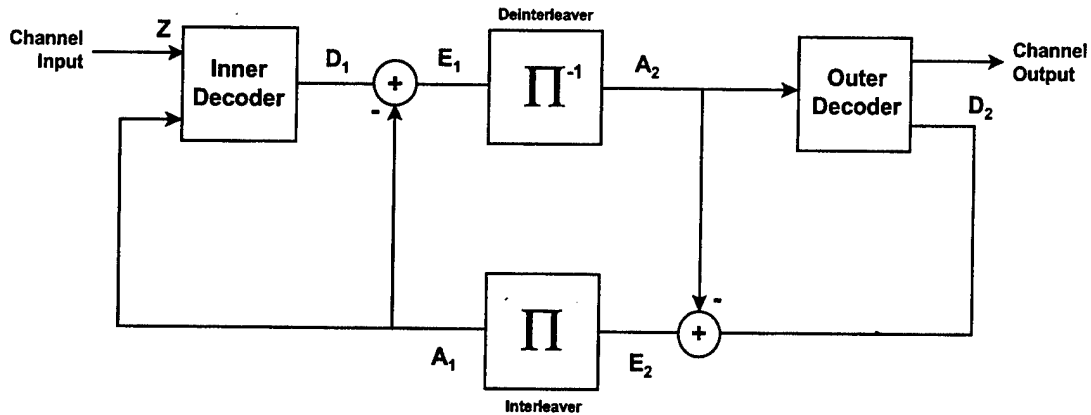 Deinterleaver
Channel
Input
Z
Inner
Decoder
D₁
+
-
E₁
Π⁻¹
A₂
Outer
Decoder
Channel
Output
D₂
-
+
E₂
Π
A₁
Interleaver